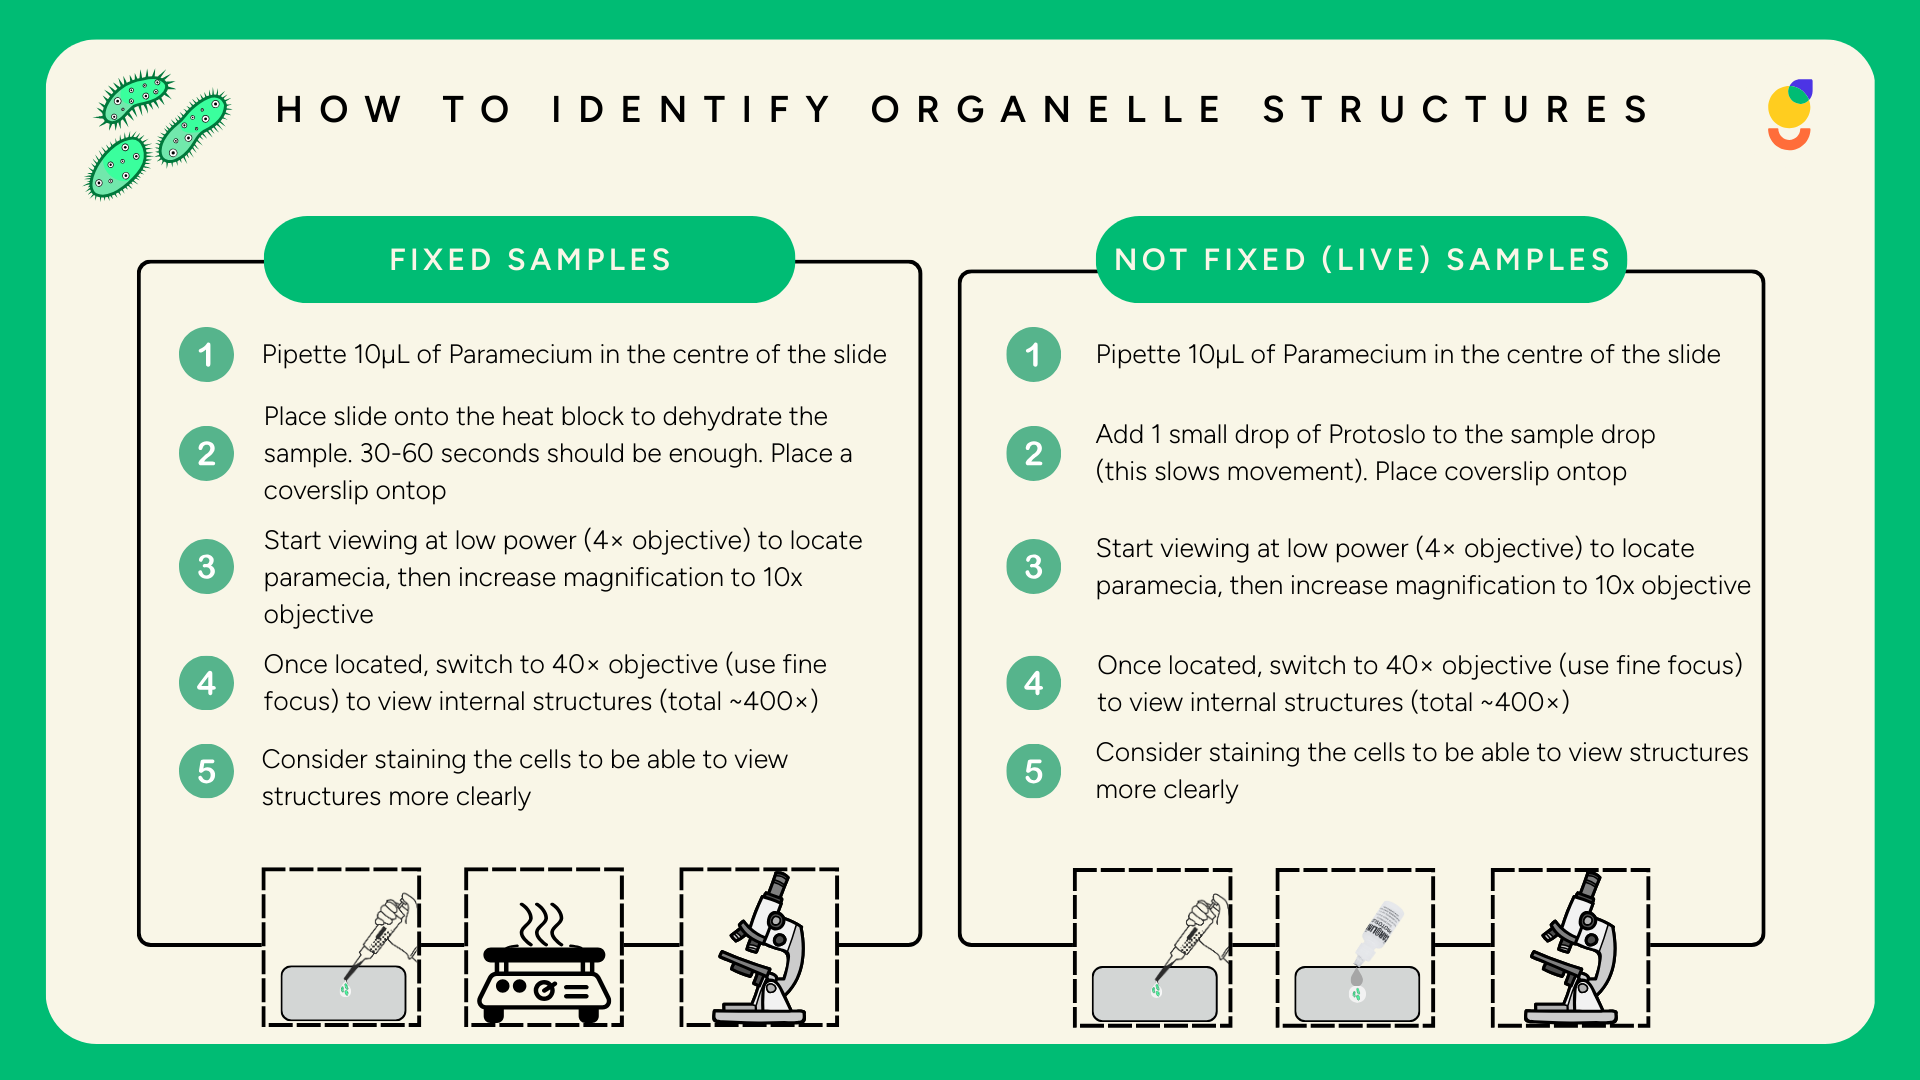 HOW TO IDENTIFY ORGANELLE STRUCTURES
FIXED SAMPLES
1
Pipette 10µL of Paramecium in the centre of the slide
2
Place slide onto the heat block to dehydrate the
sample. 30-60 seconds should be enough. Place a
coverslip ontop
3
Start viewing at low power (4× objective) to locate
paramecia, then increase magnification to 10x
objective
4
Once located, switch to 40× objective (use fine
focus) to view internal structures (total ~400×)
5
Consider staining the cells to be able to view
structures more clearly
NOT FIXED (LIVE) SAMPLES
1
Pipette 10µL of Paramecium in the centre of the slide
2
Add 1 small drop of Protoslo to the sample drop
(this slows movement). Place coverslip ontop
3
Start viewing at low power (4× objective) to locate
paramecia, then increase magnification to 10x objective
4
Once located, switch to 40× objective (use fine focus)
to view internal structures (total ~400×)
5
Consider staining the cells to be able to view structures
more clearly